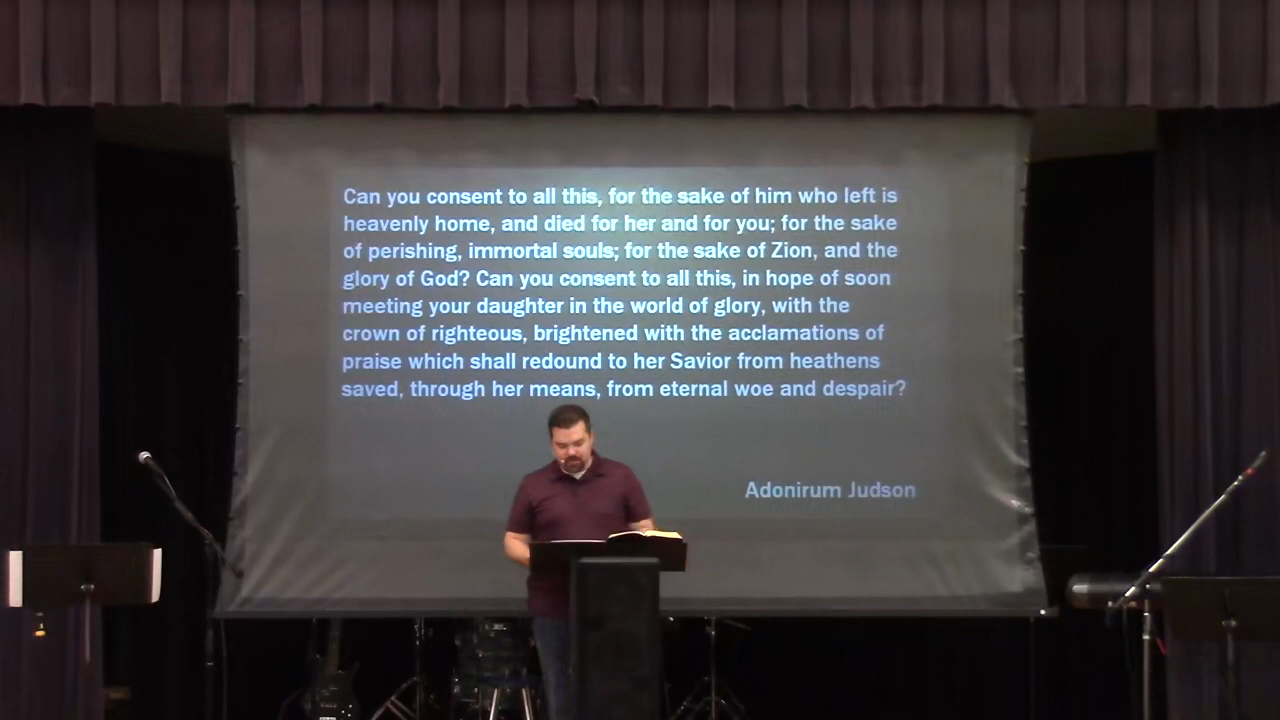 Can you consent to all this, for the sake of him who left is
heavenly home, and died for her and for you; for the sake
of perishing, immortal souls; for the sake of Zion, and the
glory of God? Can you consent to all this, in hope of soon
meeting your daughter in the world of glory, with the
crown of righteous, brightened with the acclamations of
praise which shall redound to her Savior from heathens
saved, through her means, from eternal woe and despair?
Adonirum Judson